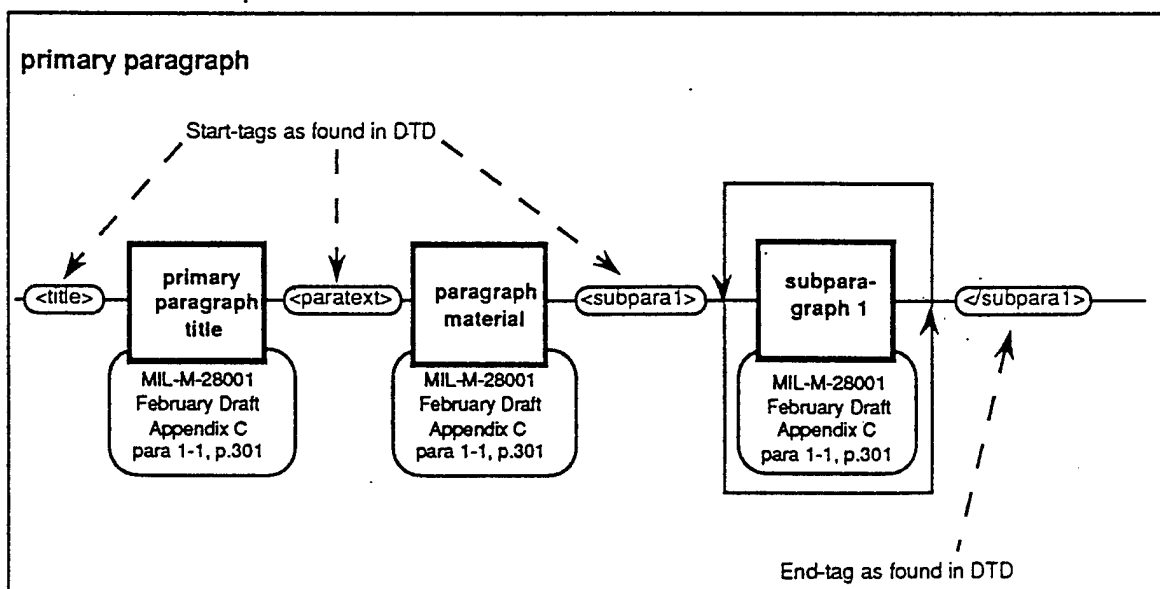 primary paragraph
Start-tags as found in DTD
<title>
primary
paragraph
title
<paratext>
paragraph
material
<subpara1>
subpara-
graph 1
</subpara1>
MIL-M-28001
February Draft
Appendix C
para 1-1, p.301
MIL-M-28001
February Draft
Appendix C
para 1-1, p.301
MIL-M-28001
February Draft
Appendix C
para 1-1, p.301
End-tag as found in DTD